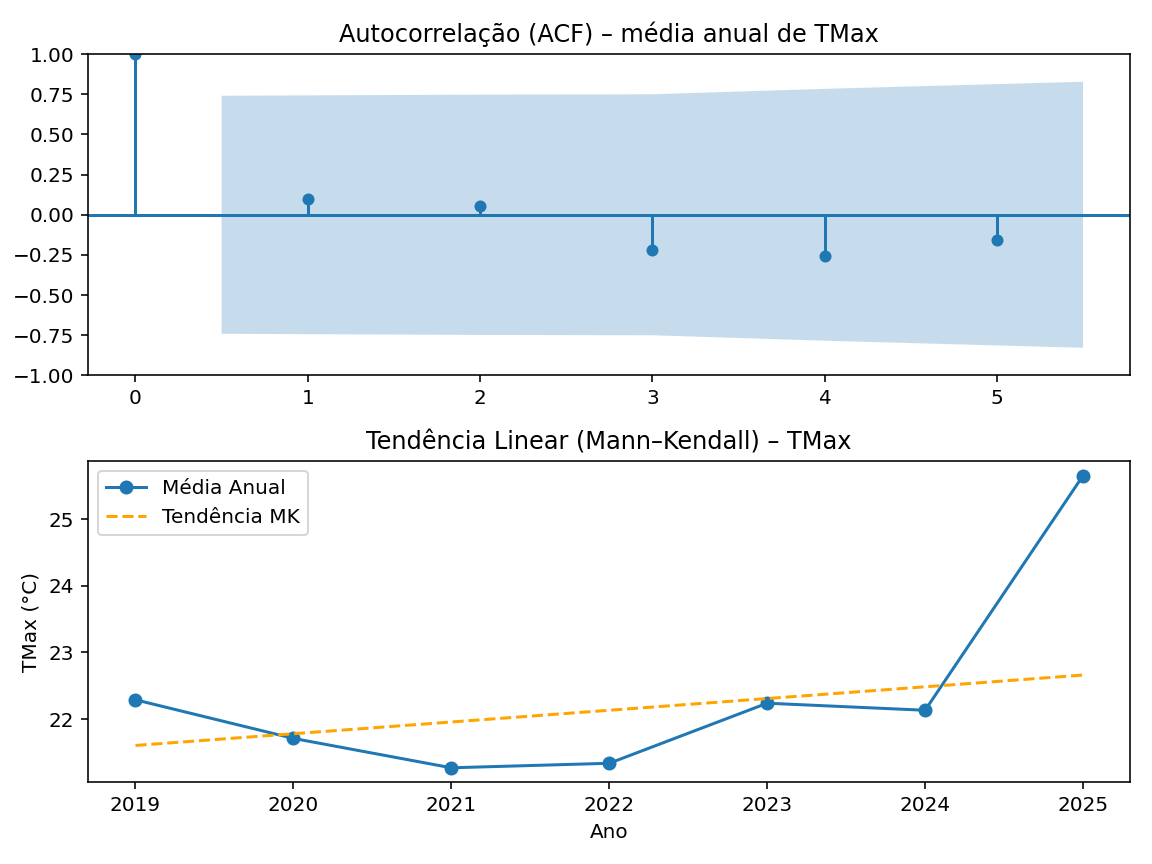 Autocorrelação (ACF) – média anual de TMax
1.00
0.75
0.50
0.25
0.00
−0.25
−0.50
−0.75
−1.00
0 1 2 3 4 5
Tendência Linear (Mann–Kendall) – TMax
Média Anual
Tendência MK
TMax (°C)
25
24
23
22
2019 2020 2021 2022 2023 2024 2025
Ano